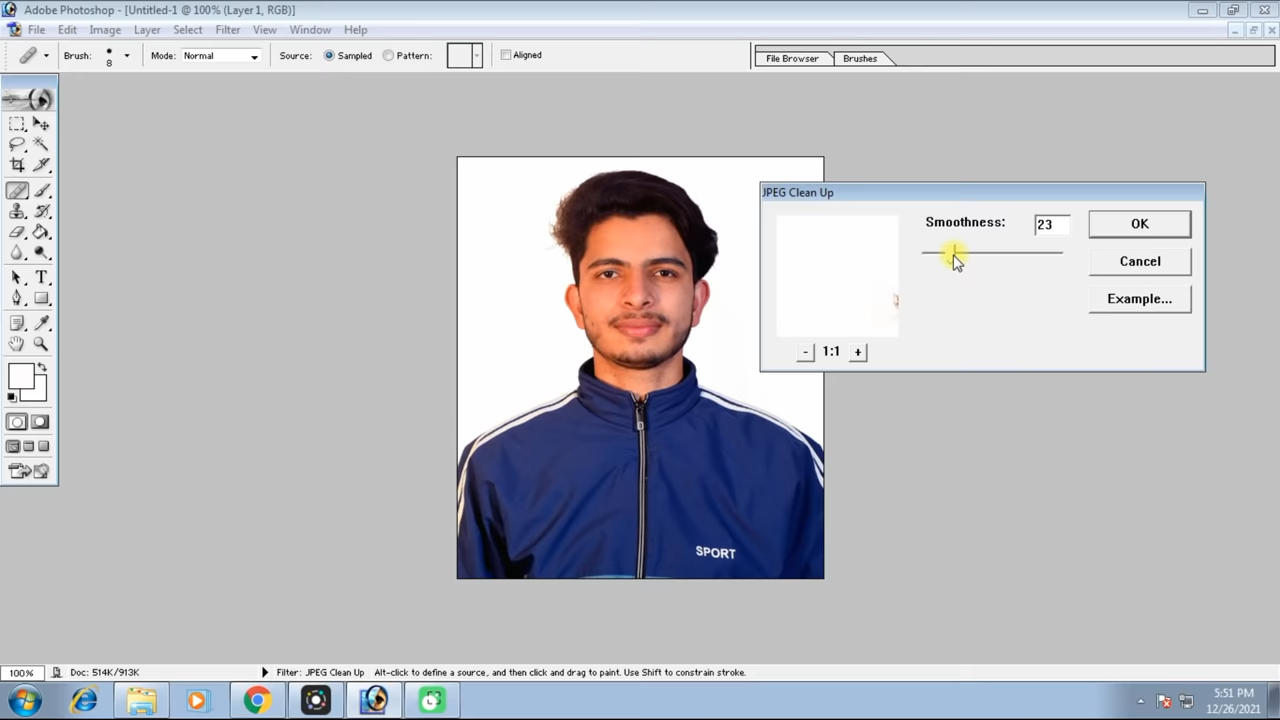 Adobe Photoshop - [Untitled-1 @ 100% (Layer 1, RGB)]
File Edit Image Layer Select Filter View Window Help
Brush: 8 Mode: Normal Source: Sampled Pattern: Aligned
File Browser Brushes
JPEG Clean Up
Smoothness: 23 OK
Cancel
Example...
- 1:1 +
SPORT
100% Doc: 514K/913K Filter: JPEG Clean Up Alt-click to define a source, and then click and drag to paint. Use Shift to constrain stroke.
5:51 PM
12/26/2021